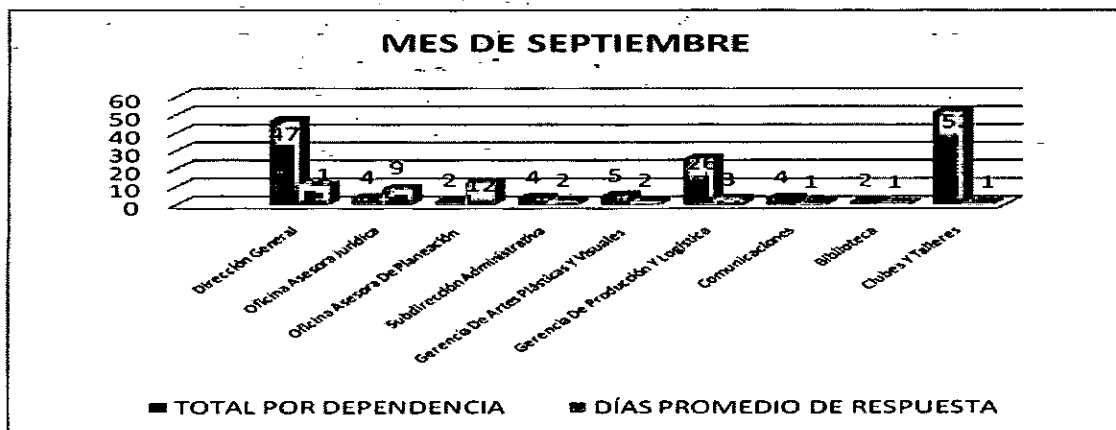 MES DE SEPTIEMBRE
60
50
40
30
20
10
0
47 1 4 9 2 12 4 2 5 2 26 3 4 1 2 1 1
Dirección General
Oficina Asesora Jurídica
Oficina Asesora De Planeación
Subdirección Administrativa
Gerencia De Artes Plásticas Y Visuales
Gerencia De Producción Y Logística
Comunicaciones
Biblioteca
Clubes Y Talleres
TOTAL POR DEPENDENCIA DÍAS PROMEDIO DE RESPUESTA